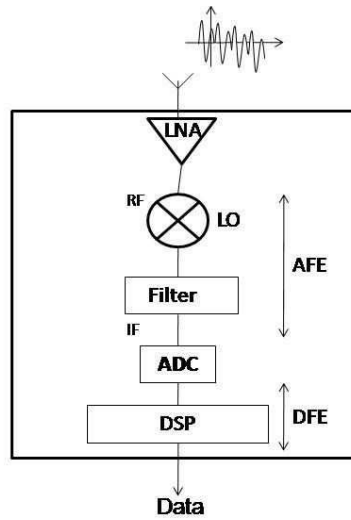 LNA
RF
LO
AFE
Filter
IF
ADC
DFE
DSP
Data